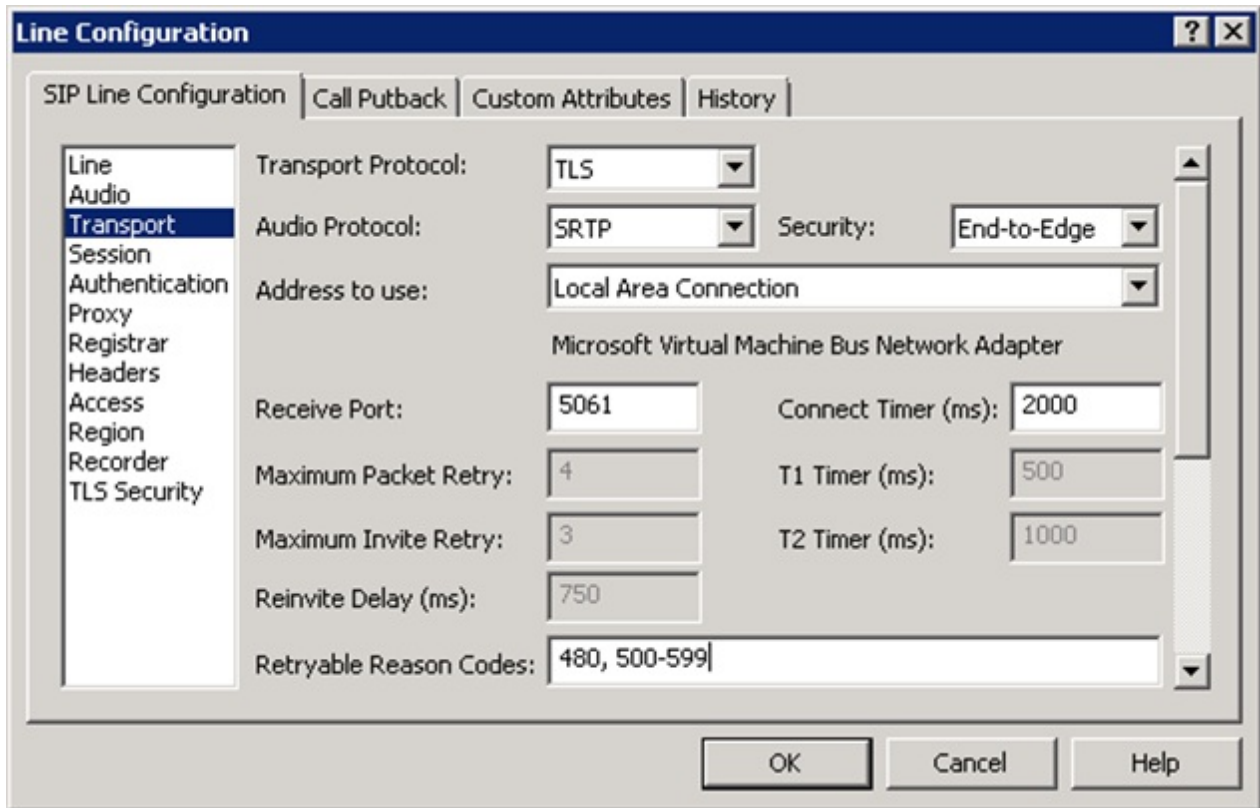 Line Configuration
SIP Line Configuration
Call Putback
Custom Attributes
History
Line
Audio
Transport
Session
Authentication
Proxy
Registrar
Headers
Access
Region
Recorder
TLS Security
Transport Protocol: TLS
Audio Protocol: SRTP Security: End-to-Edge
Address to use: Local Area Connection
Microsoft Virtual Machine Bus Network Adapter
Receive Port: 5061 Connect Timer (ms): 2000
Maximum Packet Retry: 4 T1 Timer (ms): 500
Maximum Invite Retry: 3 T2 Timer (ms): 1000
Reinvite Delay (ms): 750
Retryable Reason Codes: 480, 500-599
OK Cancel Help